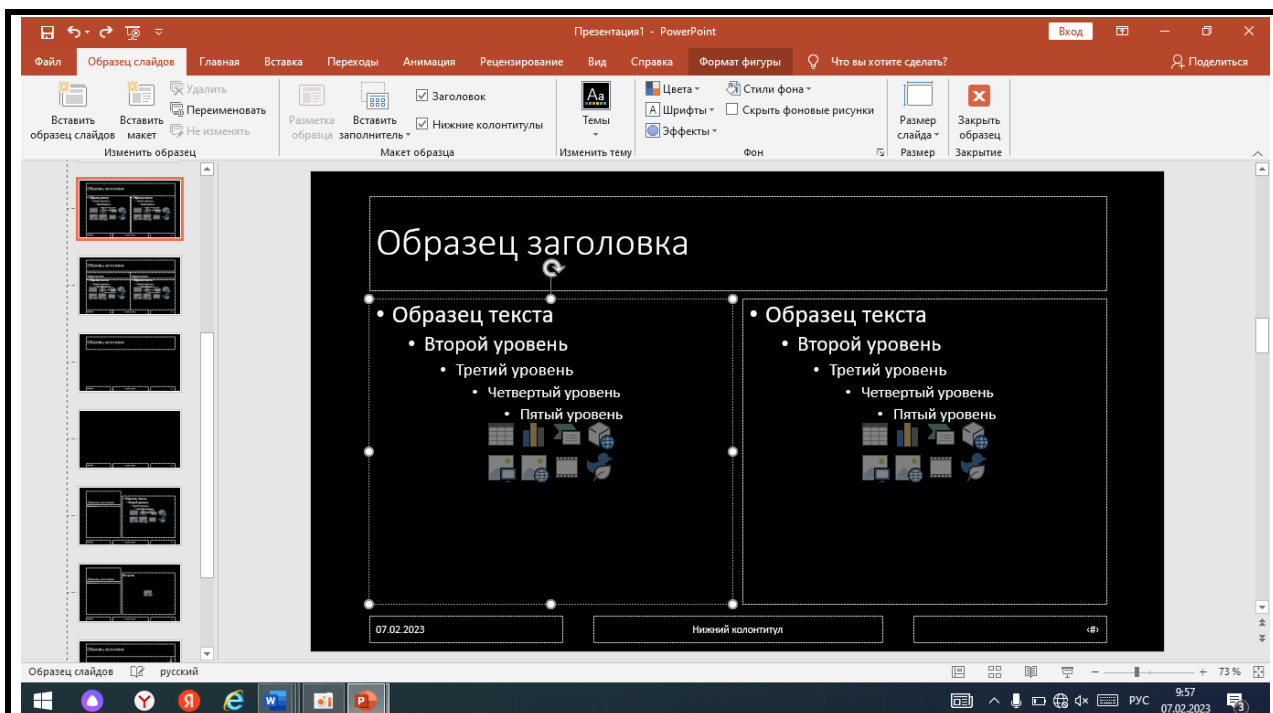 Презентация1 - PowerPoint
Вход
Файл
Образец слайдов
Главная
Вставка
Переходы
Анимация
Рецензирование
Вид
Справка
Формат фигуры
Что вы хотите сделать?
Поделиться
Вставить
образец слайдов
Вставить
макет
Удалить
Переименовать
Не изменять
Изменить образец
Разметка
образца
Вставить
заполнитель
Заголовок
Нижние колонтитулы
Макет образца
Aa
Темы
Изменить тему
Цвета
A Шрифты
Эффекты
Стили фона
Скрыть фоновые рисунки
Фон
Размер
слайда
Размер
Закрыть
образец
Закрытие
Образец заголовка
• Образец текста
• Второй уровень
• Третий уровень
• Четвертый уровень
• Пятый уровень
• Образец текста
• Второй уровень
• Третий уровень
• Четвертый уровень
• Пятый уровень
07.02.2023
Нижний колонтитул
‹#›
Образец слайдов
русский
73 %
РУС
9:57
07.02.2023